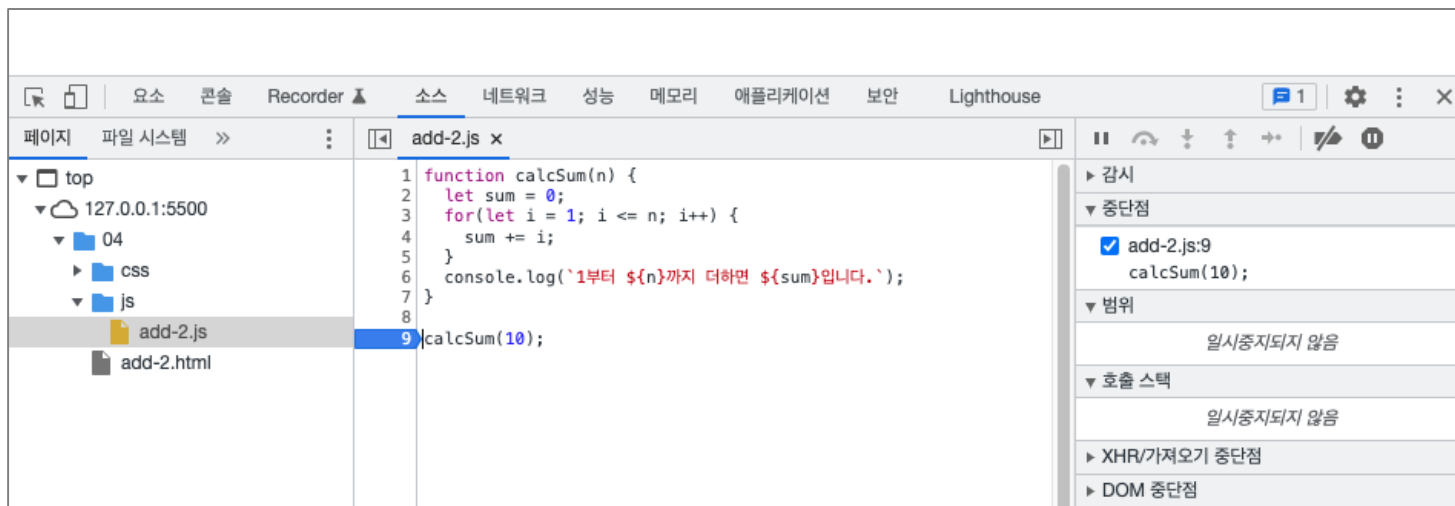 요소 콘솔 Recorder 소스 네트워크 성능 메모리 애플리케이션 보안 Lighthouse 1
페이지 파일 시스템
top
127.0.0.1:5500
04
css
js
add-2.js
add-2.html
add-2.js
1 function calcSum(n) {
2 let sum = 0;
3 for(let i = 1; i <= n; i++) {
4 sum += i;
5 }
6 console.log(`1부터 ${n}까지 더하면 ${sum}입니다.`);
7 }
8
9 calcSum(10);
감시
중단점
add-2.js:9
calcSum(10);
범위
일시중지되지 않음
호출 스택
일시중지되지 않음
XHR/가져오기 중단점
DOM 중단점